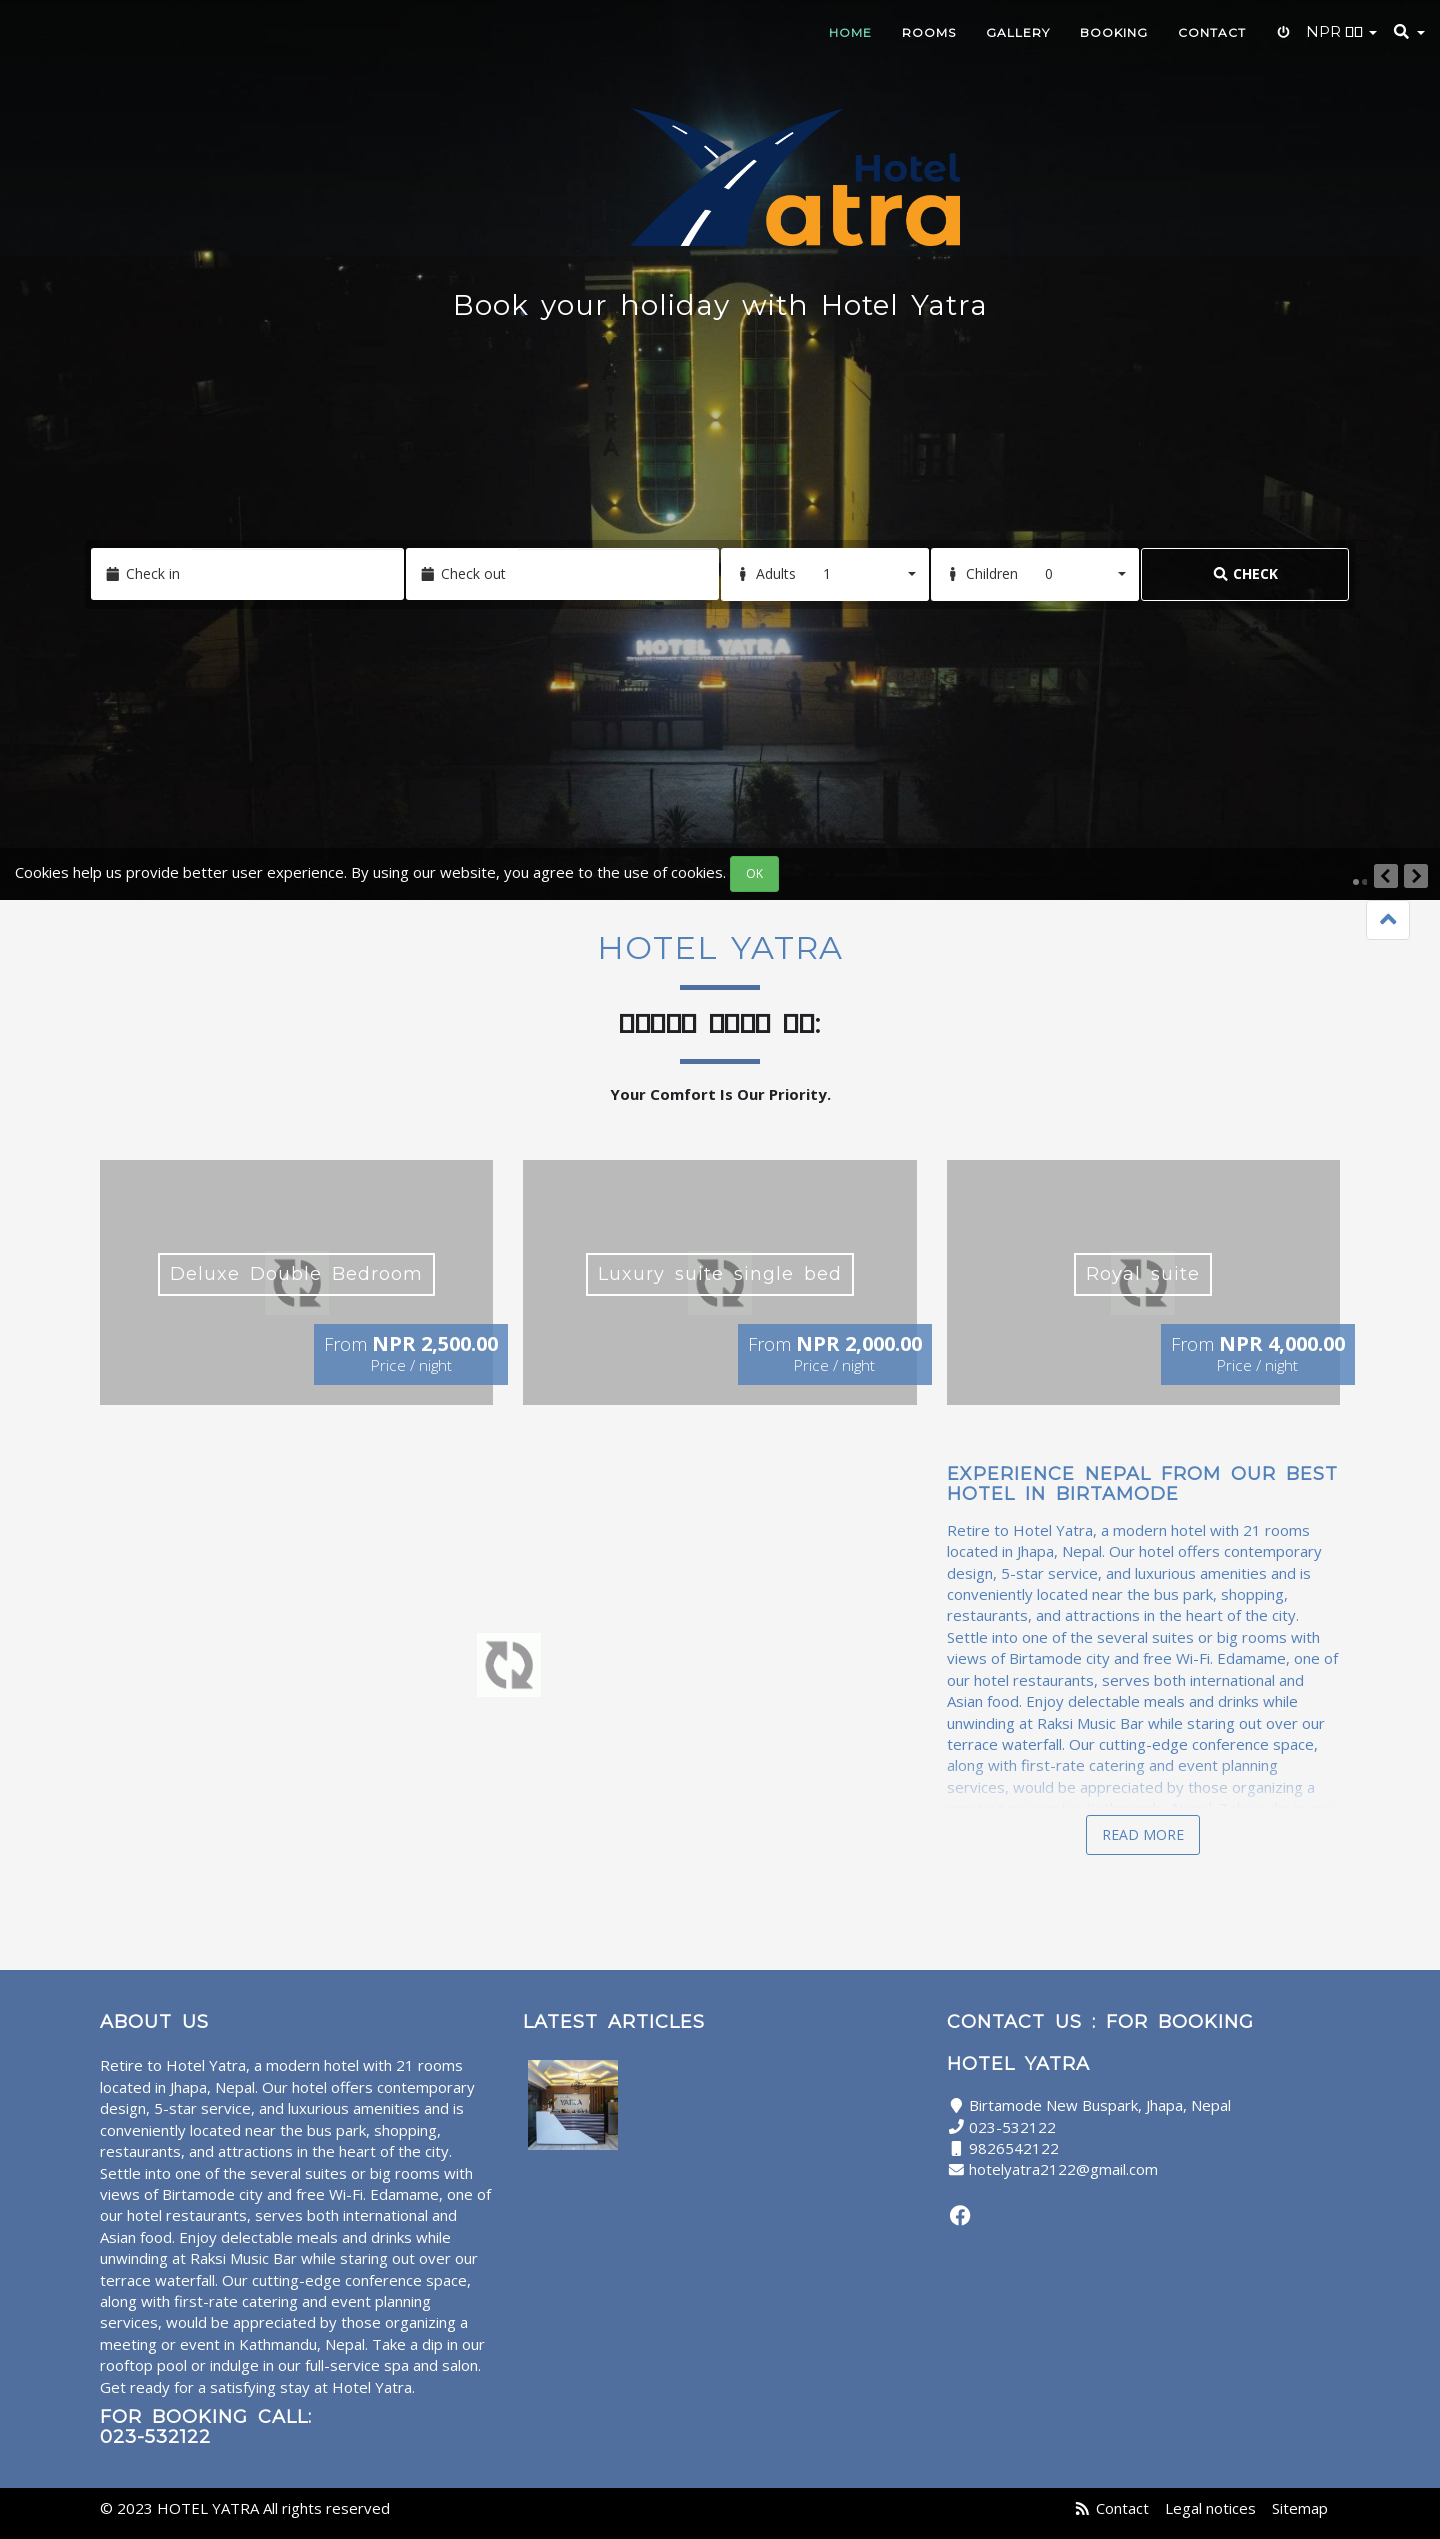 HOME ROOMS GALLERY BOOKING CONTACT NPR
Hotel
Yatra
Book your holiday with Hotel Yatra
Check in Check out Adults 1 Children 0 CHECK
HOTEL YATRA
Cookies help us provide better user experience. By using our website, you agree to the use of cookies. OK
HOTEL YATRA
Your Comfort Is Our Priority.
Deluxe Double Bedroom
From NPR 2,500.00
Price / night
Luxury suite single bed
From NPR 2,000.00
Price / night
Royal suite
From NPR 4,000.00
Price / night
EXPERIENCE NEPAL FROM OUR BEST
HOTEL IN BIRTAMODE
Retire to Hotel Yatra, a modern hotel with 21 rooms
located in Jhapa, Nepal. Our hotel offers contemporary
design, 5-star service, and luxurious amenities and is
conveniently located near the bus park, shopping,
restaurants, and attractions in the heart of the city.
Settle into one of the several suites or big rooms with
views of Birtamode city and free Wi-Fi. Edamame, one of
our hotel restaurants, serves both international and
Asian food. Enjoy delectable meals and drinks while
unwinding at Raksi Music Bar while staring out over our
terrace waterfall. Our cutting-edge conference space,
along with first-rate catering and event planning
services, would be appreciated by those organizing a
READ MORE
ABOUT US
Retire to Hotel Yatra, a modern hotel with 21 rooms
located in Jhapa, Nepal. Our hotel offers contemporary
design, 5-star service, and luxurious amenities and is
conveniently located near the bus park, shopping,
restaurants, and attractions in the heart of the city.
Settle into one of the several suites or big rooms with
views of Birtamode city and free Wi-Fi. Edamame, one of
our hotel restaurants, serves both international and
Asian food. Enjoy delectable meals and drinks while
unwinding at Raksi Music Bar while staring out over our
terrace waterfall. Our cutting-edge conference space,
along with first-rate catering and event planning
services, would be appreciated by those organizing a
meeting or event in Kathmandu, Nepal. Take a dip in our
rooftop pool or indulge in our full-service spa and salon.
Get ready for a satisfying stay at Hotel Yatra.
FOR BOOKING CALL:
023-532122
LATEST ARTICLES
CONTACT US : FOR BOOKING
HOTEL YATRA
Birtamode New Buspark, Jhapa, Nepal
023-532122
9826542122
hotelyatra2122@gmail.com
© 2023 HOTEL YATRA All rights reserved
Contact Legal notices Sitemap